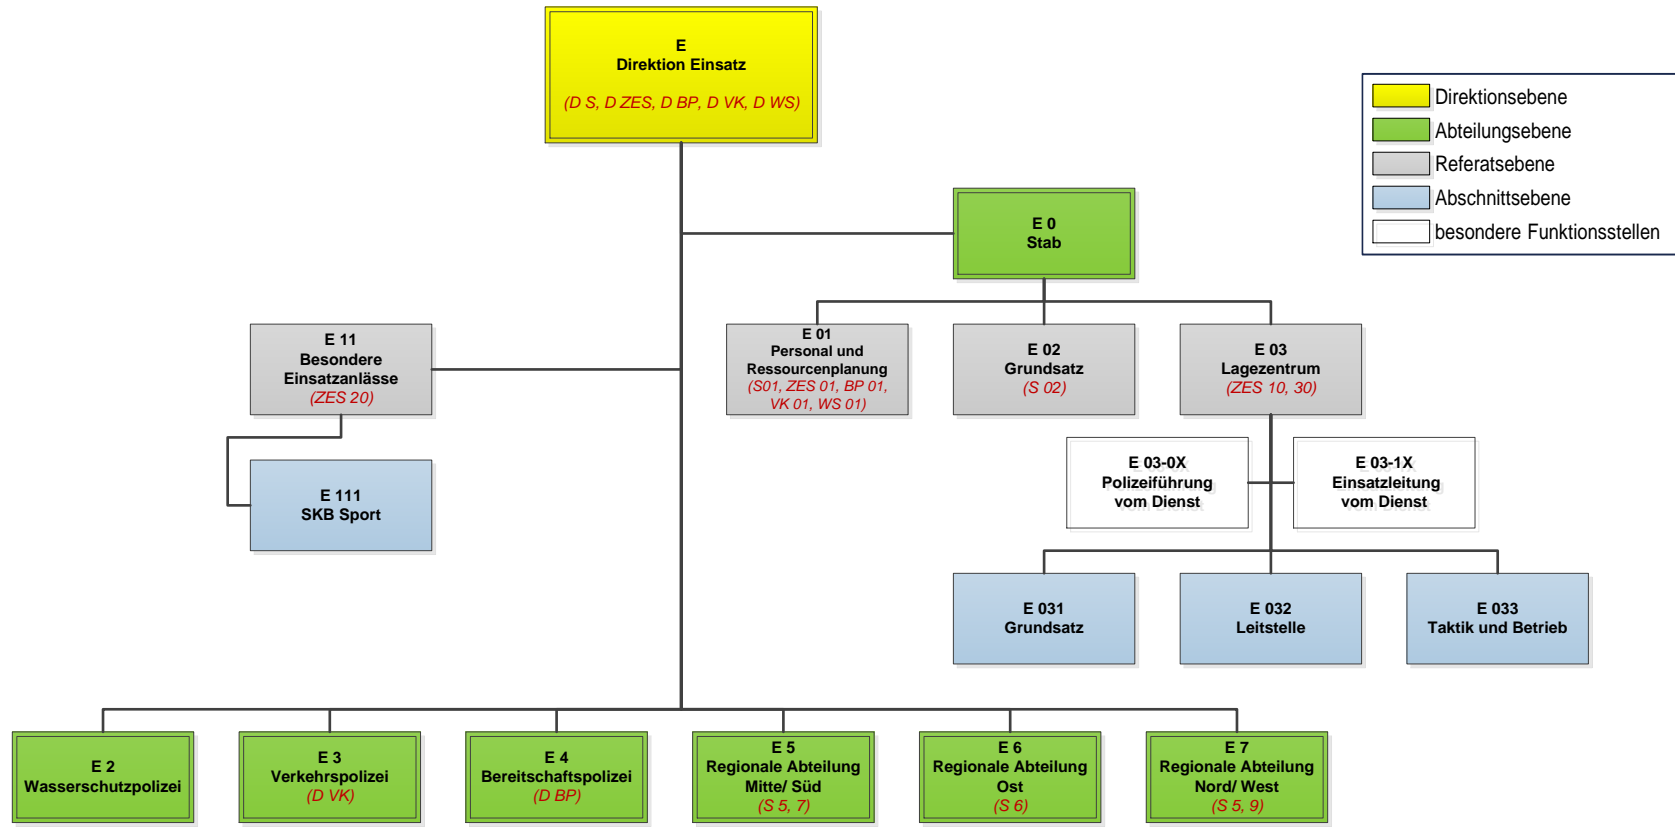 E
Direktion Einsatz
(D S, D ZES, D BP, D VK, D WS)
Direktionsebene
Abteilungsebene
Referatsebene
Abschnittsebene
besondere Funktionsstellen
E 0
Stab
E 11
Besondere
Einsatzanlässe
(ZES 20)
E 01
Personal und
Ressourcenplanung
(S01, ZES 01, BP 01,
VK 01, WS 01)
E 02
Grundsatz
(S 02)
E 03
Lagezentrum
(ZES 10, 30)
E 03-0X
Polizeiführung
vom Dienst
E 03-1X
Einsatzleitung
vom Dienst
E 111
SKB Sport
E 031
Grundsatz
E 032
Leitstelle
E 033
Taktik und Betrieb
E 2
Wasserschutzpolizei
E 3
Verkehrspolizei
(D VK)
E 4
Bereitschaftspolizei
(D BP)
E 5
Regionale Abteilung
Mitte/ Süd
(S 5, 7)
E 6
Regionale Abteilung
Ost
(S 6)
E 7
Regionale Abteilung
Nord/ West
(S 5, 9)